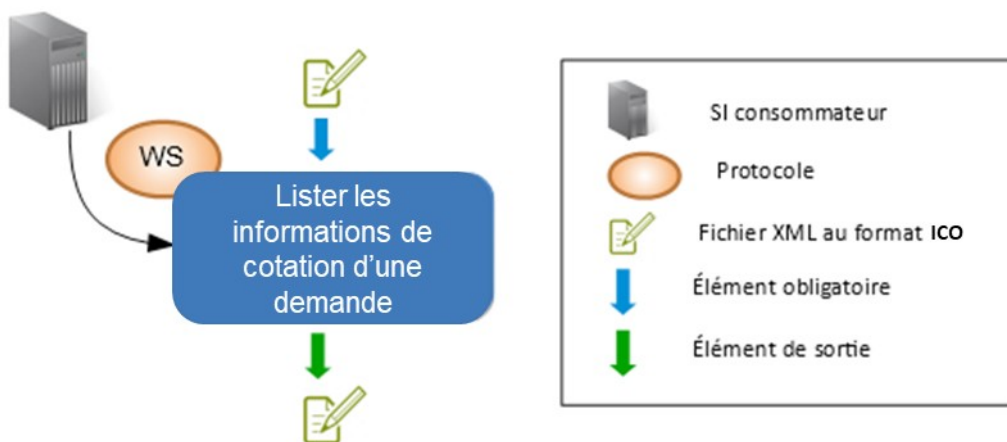 WS
Lister les
informations de
cotation d’une
demande
SI consommateur
Protocole
Fichier XML au format ICO
Élément obligatoire
Élément de sortie